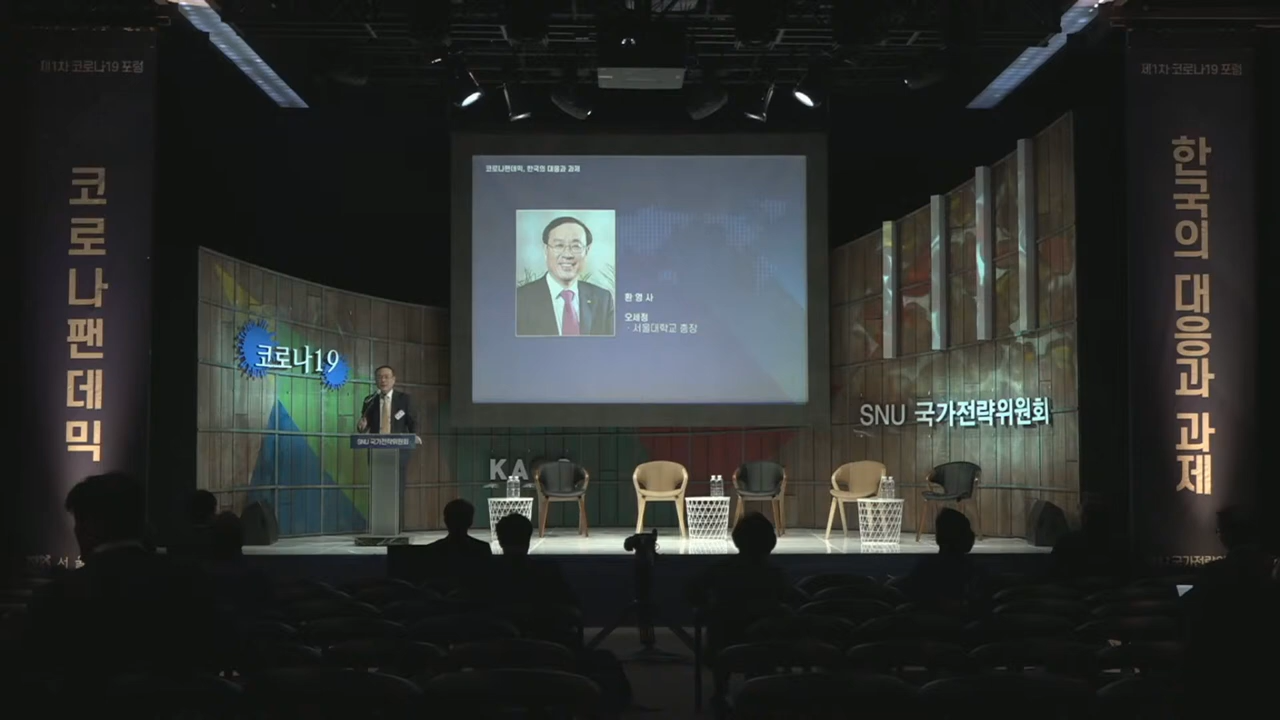 제1차 코로나19 포럼
코로나팬데믹
코로나팬데믹, 한국의 대응과 과제
환영사
오세정
- 서울대학교 총장
코로나19
SNU 국가전략위원회
SNU 국가전략위원회
KA
제1차 코로나19 포럼
한국의 대응과 과제